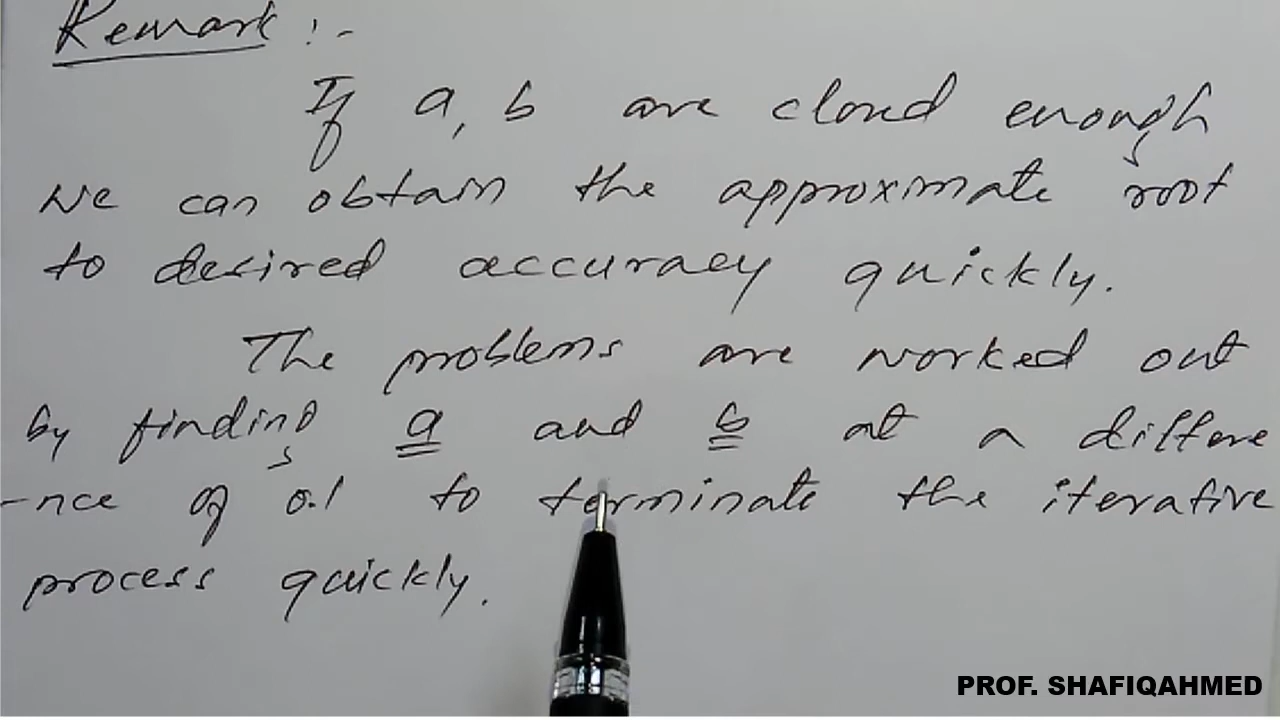 Remark :-
If a, b are closed enough
we can obtain the approximate root
to desired accuracy quickly.
The problems are worked out
by finding a and b at a differe
-nce of 0.1 to terminate the iterative
process quickly.
PROF. SHAFIQAHMED